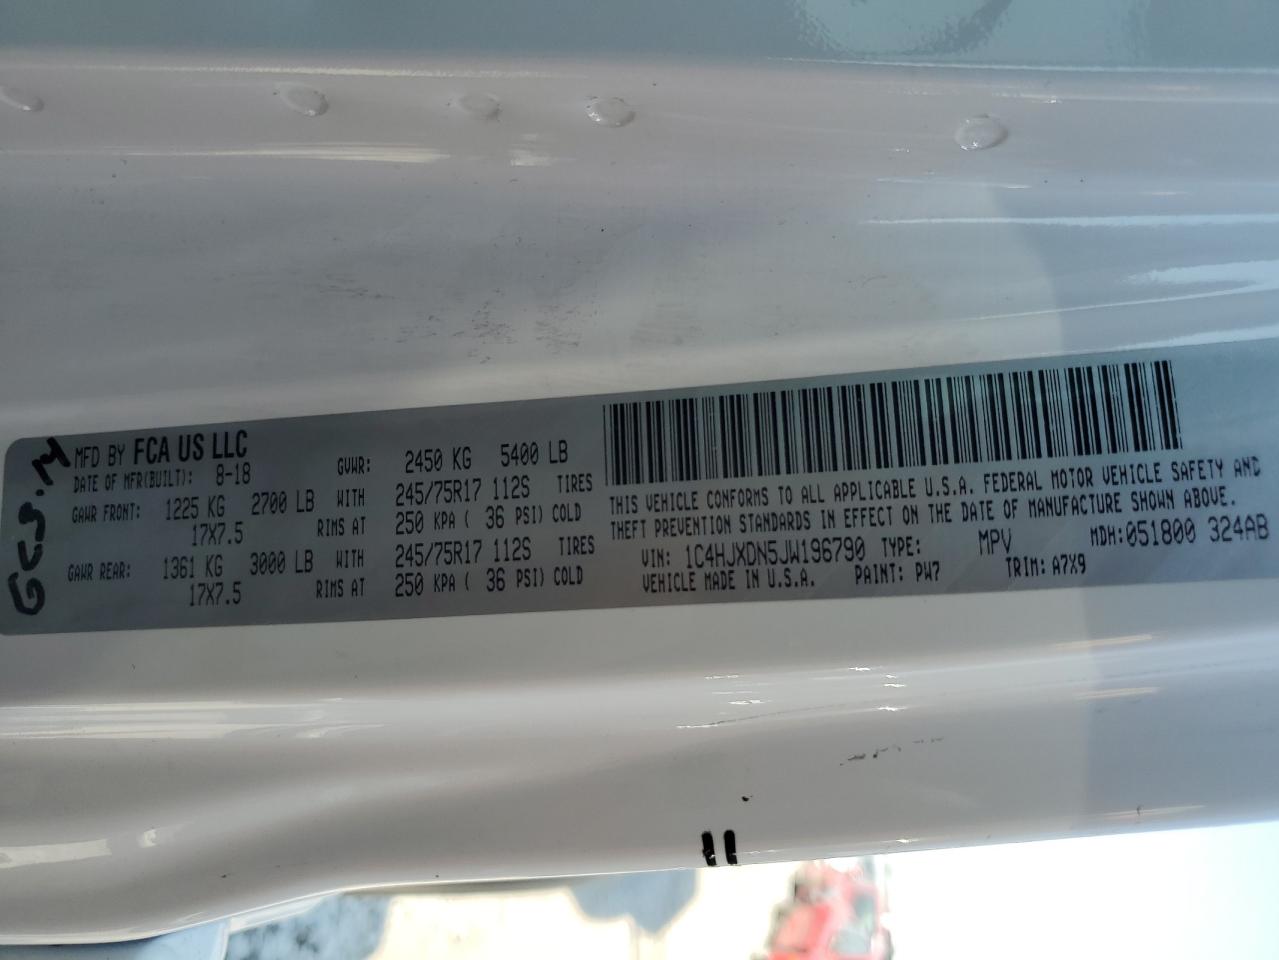 MFD BY FCA US LLC
DATE OF MFR(BUILT): 8-18 GVWR: 2450 KG 5400 LB
GAWR FRONT: 1225 KG 2700 LB WITH 245/75R17 112S TIRES
17X7.5 RIMS AT 250 KPA ( 36 PSI) COLD
GAWR REAR: 1361 KG 3000 LB WITH 245/75R17 112S TIRES
17X7.5 RIMS AT 250 KPA ( 36 PSI) COLD
THIS VEHICLE CONFORMS TO ALL APPLICABLE U.S.A. FEDERAL MOTOR VEHICLE SAFETY AND
THEFT PREVENTION STANDARDS IN EFFECT ON THE DATE OF MANUFACTURE SHOWN ABOVE.
VIN: 1C4HJXDN5JW196790 TYPE: MPV MDH:051800 324AB
VEHICLE MADE IN U.S.A. PAINT: PW7 TRIM: A7X9
11